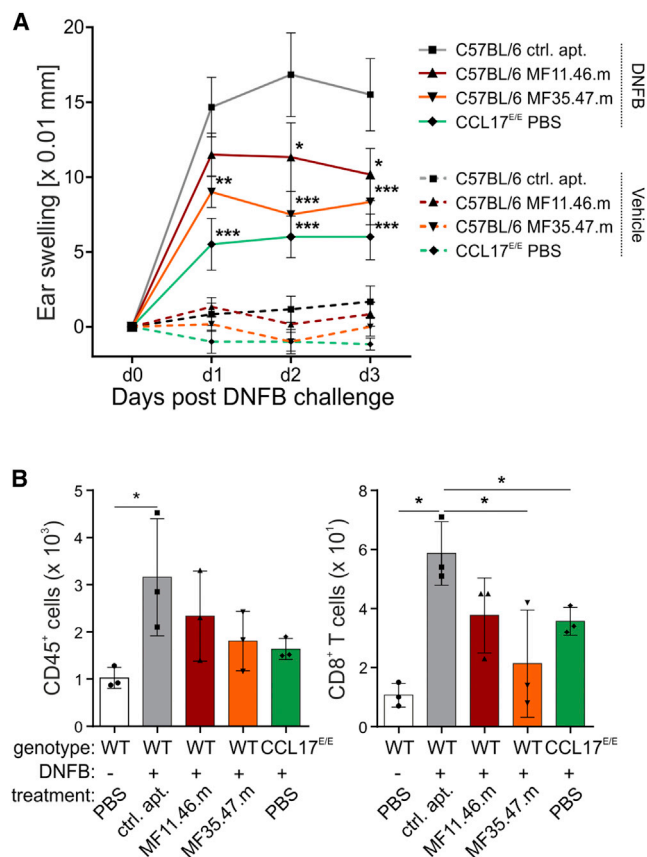 A
Ear swelling [x 0.01 mm]
20
15
10
5
0
** *** * *** *** * *** ***
d0 d1 d2 d3
Days post DNFB challenge
C57BL/6 ctrl. apt.
C57BL/6 MF11.46.m
C57BL/6 MF35.47.m
CCL17E/E PBS
DNFB
C57BL/6 ctrl. apt.
C57BL/6 MF11.46.m
C57BL/6 MF35.47.m
CCL17E/E PBS
Vehicle
B
CD45+ cells (x 10³)
5
4
3
2
1
0
*
genotype: WT WT WT WT CCL17E/E
DNFB: - + + + +
treatment: PBS ctrl. apt. MF11.46.m MF35.47.m PBS
CD8+ T cells (x 10¹)
8
6
4
2
0
* * *
WT WT WT WT CCL17E/E
- + + + +
PBS ctrl. apt. MF11.46.m MF35.47.m PBS